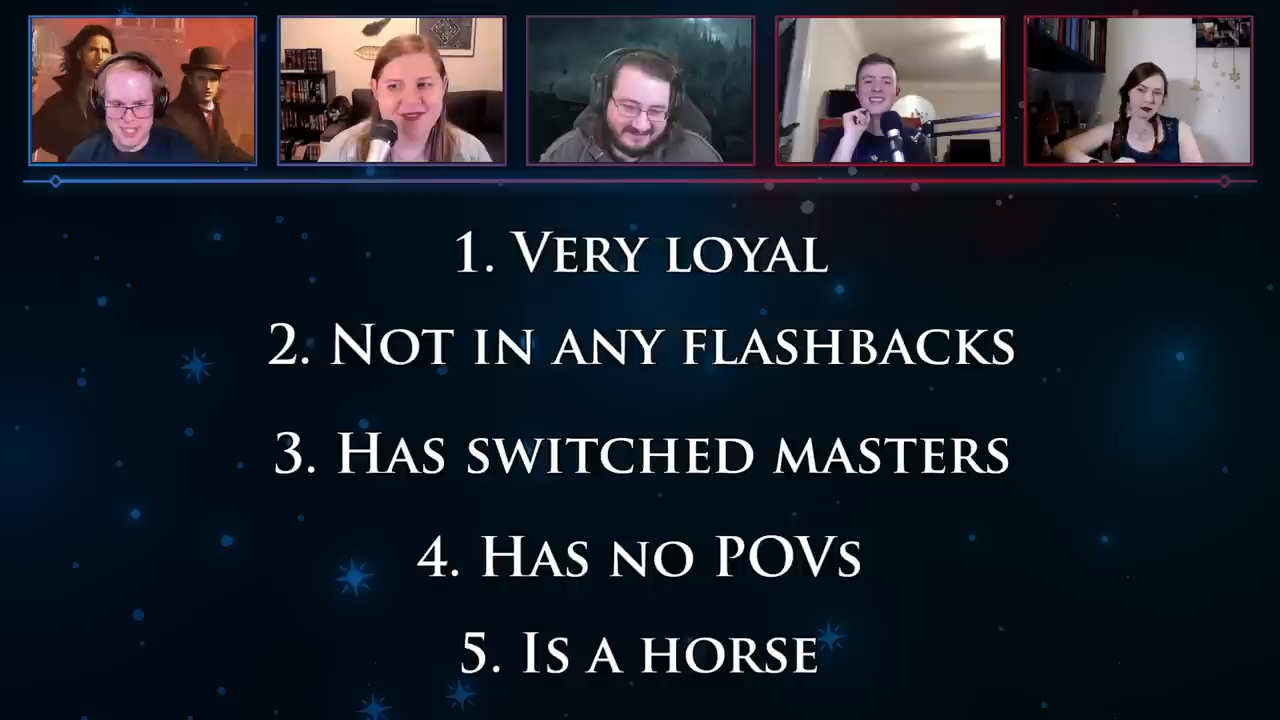 1. Very loyal
2. Not in any flashbacks
3. Has switched masters
4. Has no POVs
5. Is a horse